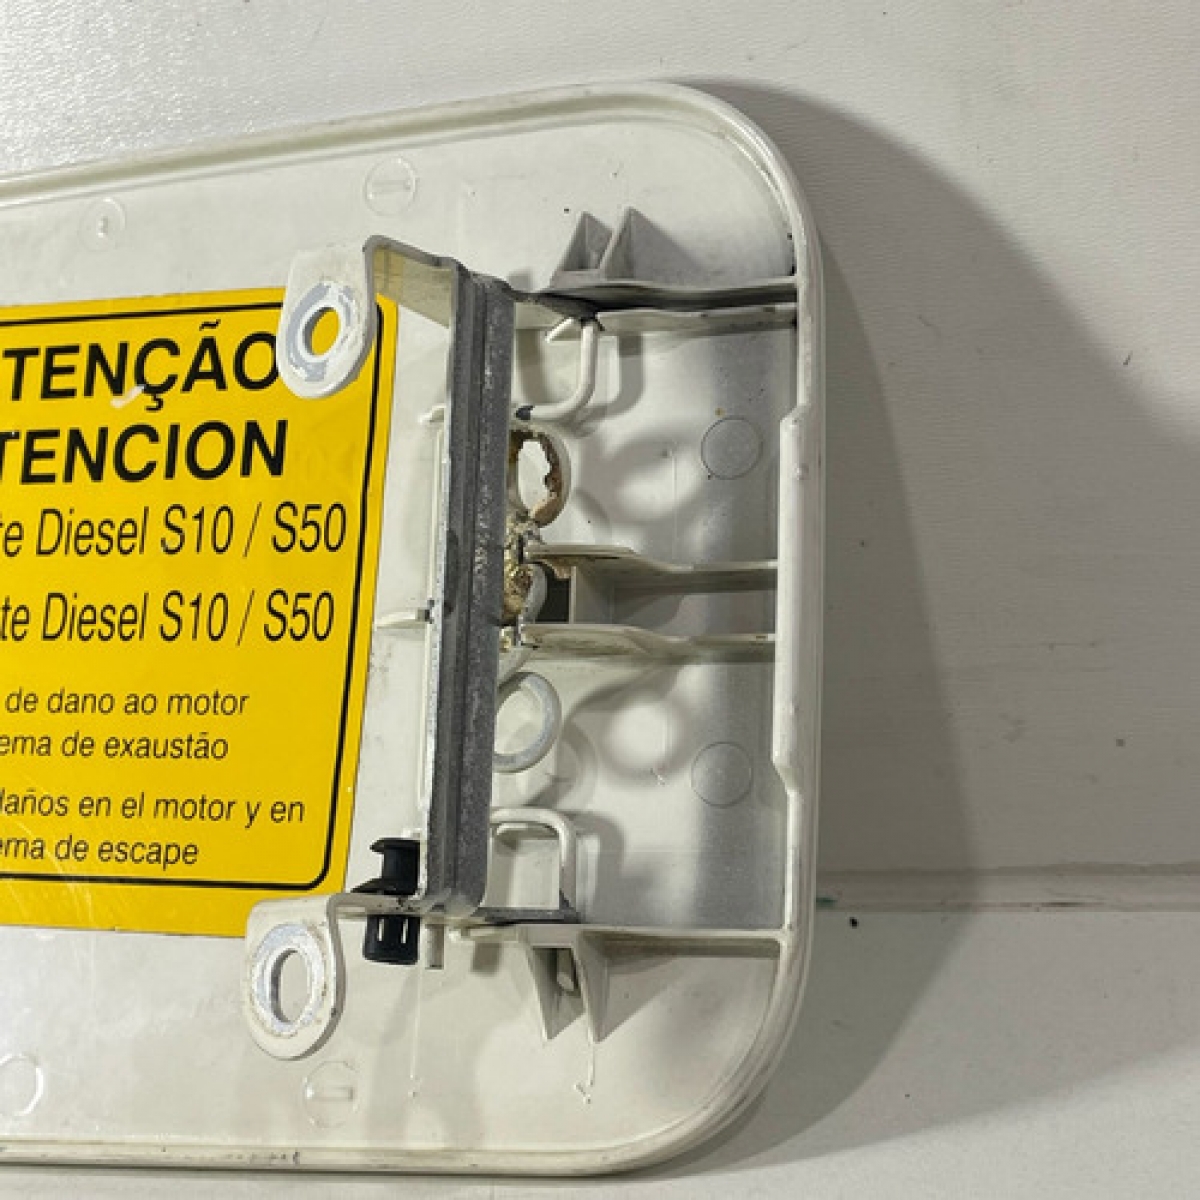 TENÇÃO
TENCION
te Diesel S10 / S50
te Diesel S10 / S50
de dano ao motor
ema de exaustão
daños en el motor y en
ema de escape